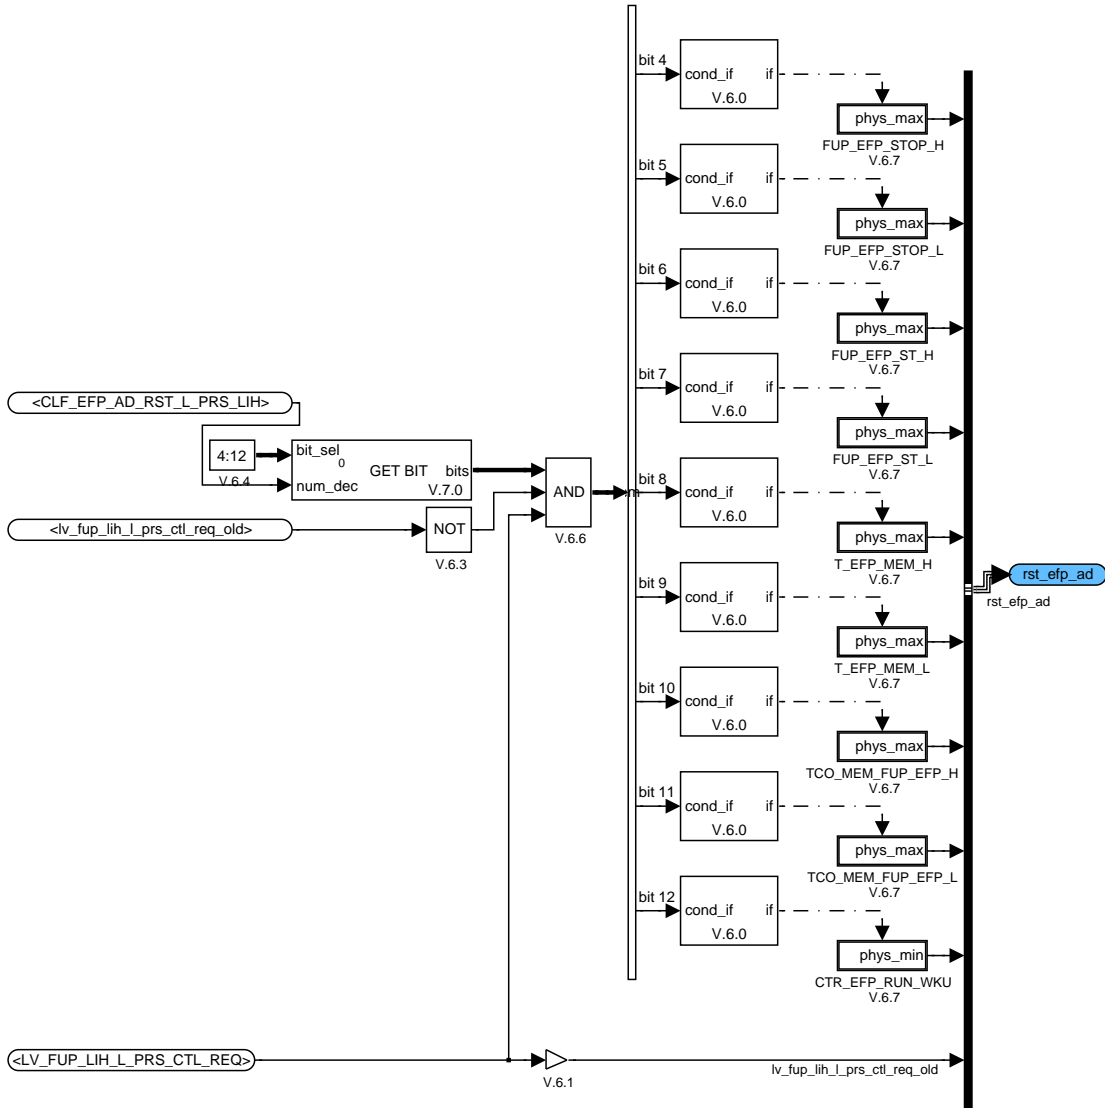 bit 4
cond_if if
V.6.0
phys_max
FUP_EFP_STOP_H
V.6.7
bit 5
cond_if if
V.6.0
phys_max
FUP_EFP_STOP_L
V.6.7
bit 6
cond_if if
V.6.0
phys_max
FUP_EFP_ST_H
V.6.7
bit 7
cond_if if
V.6.0
phys_max
FUP_EFP_ST_L
V.6.7
<CLF_EFP_AD_RST_L_PRS_LIH>
4:12
V.6.4
bit_sel
0
GET BIT bits
num_dec
V.7.0
<lv_fup_lih_l_prs_ctl_req_old>
NOT
V.6.3
AND
V.6.6
m
bit 8
cond_if if
V.6.0
phys_max
T_EFP_MEM_H
V.6.7
bit 9
cond_if if
V.6.0
phys_max
T_EFP_MEM_L
V.6.7
rst_efp_ad
rst_efp_ad
bit 10
cond_if if
V.6.0
phys_max
TCO_MEM_FUP_EFP_H
V.6.7
bit 11
cond_if if
V.6.0
phys_max
TCO_MEM_FUP_EFP_L
V.6.7
bit 12
cond_if if
V.6.0
phys_min
CTR_EFP_RUN_WKU
V.6.7
<LV_FUP_LIH_L_PRS_CTL_REQ>
V.6.1
lv_fup_lih_l_prs_ctl_req_old